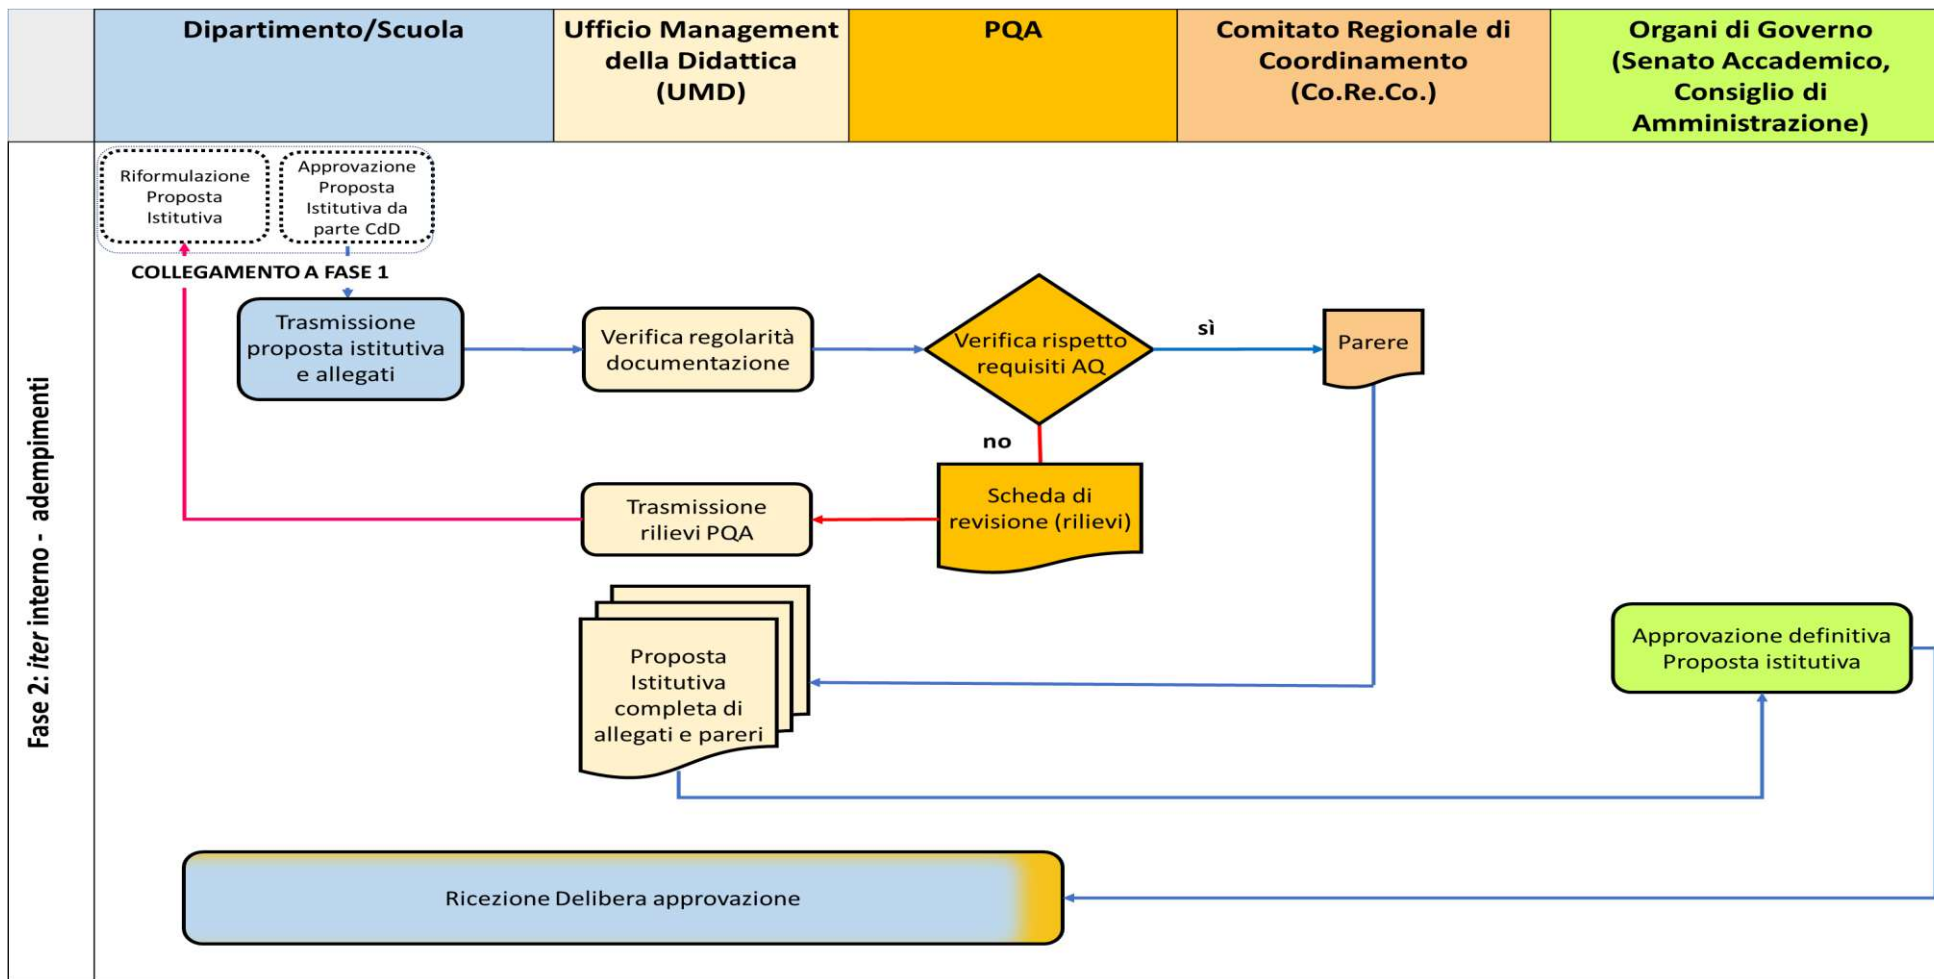 Dipartimento/Scuola
Ufficio Management
della Didattica
(UMD)
PQA
Comitato Regionale di
Coordinamento
(Co.Re.Co.)
Organi di Governo
(Senato Accademico,
Consiglio di
Amministrazione)
Fase 2: iter interno - adempimenti
Riformulazione
Proposta
Istitutiva
Approvazione
Proposta
Istitutiva da
parte CdD
COLLEGAMENTO A FASE 1
Trasmissione
proposta istitutiva
e allegati
Verifica regolarità
documentazione
Verifica rispetto
requisiti AQ
sì
Parere
no
Trasmissione
rilievi PQA
Scheda di
revisione (rilievi)
Proposta
Istitutiva
completa di
allegati e pareri
Approvazione definitiva
Proposta istitutiva
Ricezione Delibera approvazione